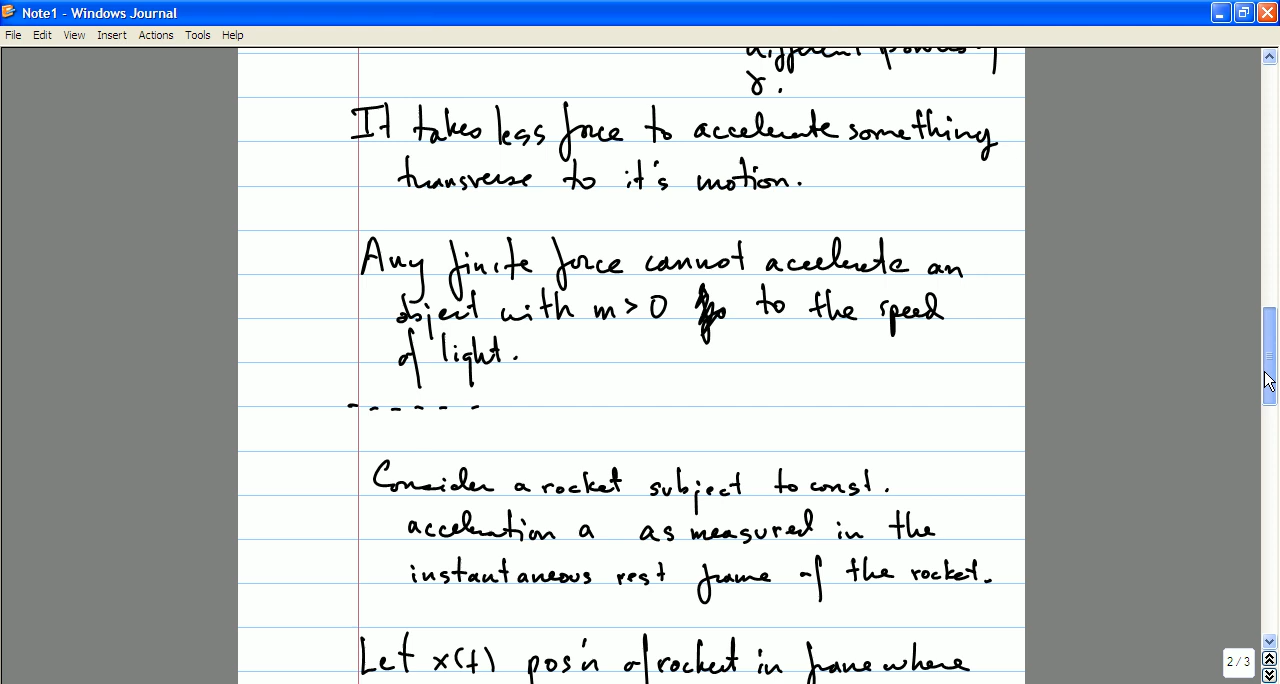 Note1 - Windows Journal
File Edit View Insert Actions Tools Help
different powers of
γ.
It takes less force to accelerate something
transverse to it's motion.
Any finite force cannot accelerate an
object with m > 0 to the speed
of light.
------
Consider a rocket subject to const.
acceleration a as measured in the
instantaneous rest frame of the rocket.
Let x(t) pos'n of rocket in frame where
2 / 3